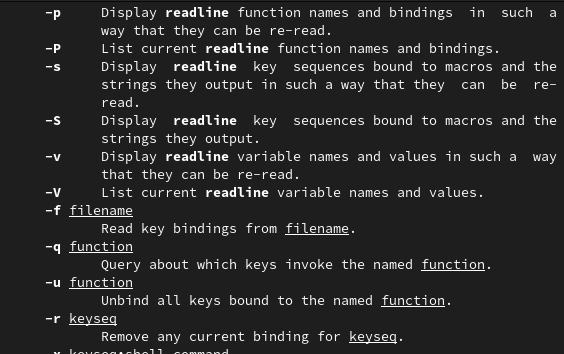 -p Display readline function names and bindings in such a
way that they can be re-read.
-P List current readline function names and bindings.
-s Display readline key sequences bound to macros and the
strings they output in such a way that they can be re-
read.
-S Display readline key sequences bound to macros and the
strings they output.
-v Display readline variable names and values in such a way
that they can be re-read.
-V List current readline variable names and values.
-f filename
Read key bindings from filename.
-q function
Query about which keys invoke the named function.
-u function
Unbind all keys bound to the named function.
-r keyseq
Remove any current binding for keyseq.
-x keyseq:shell-command